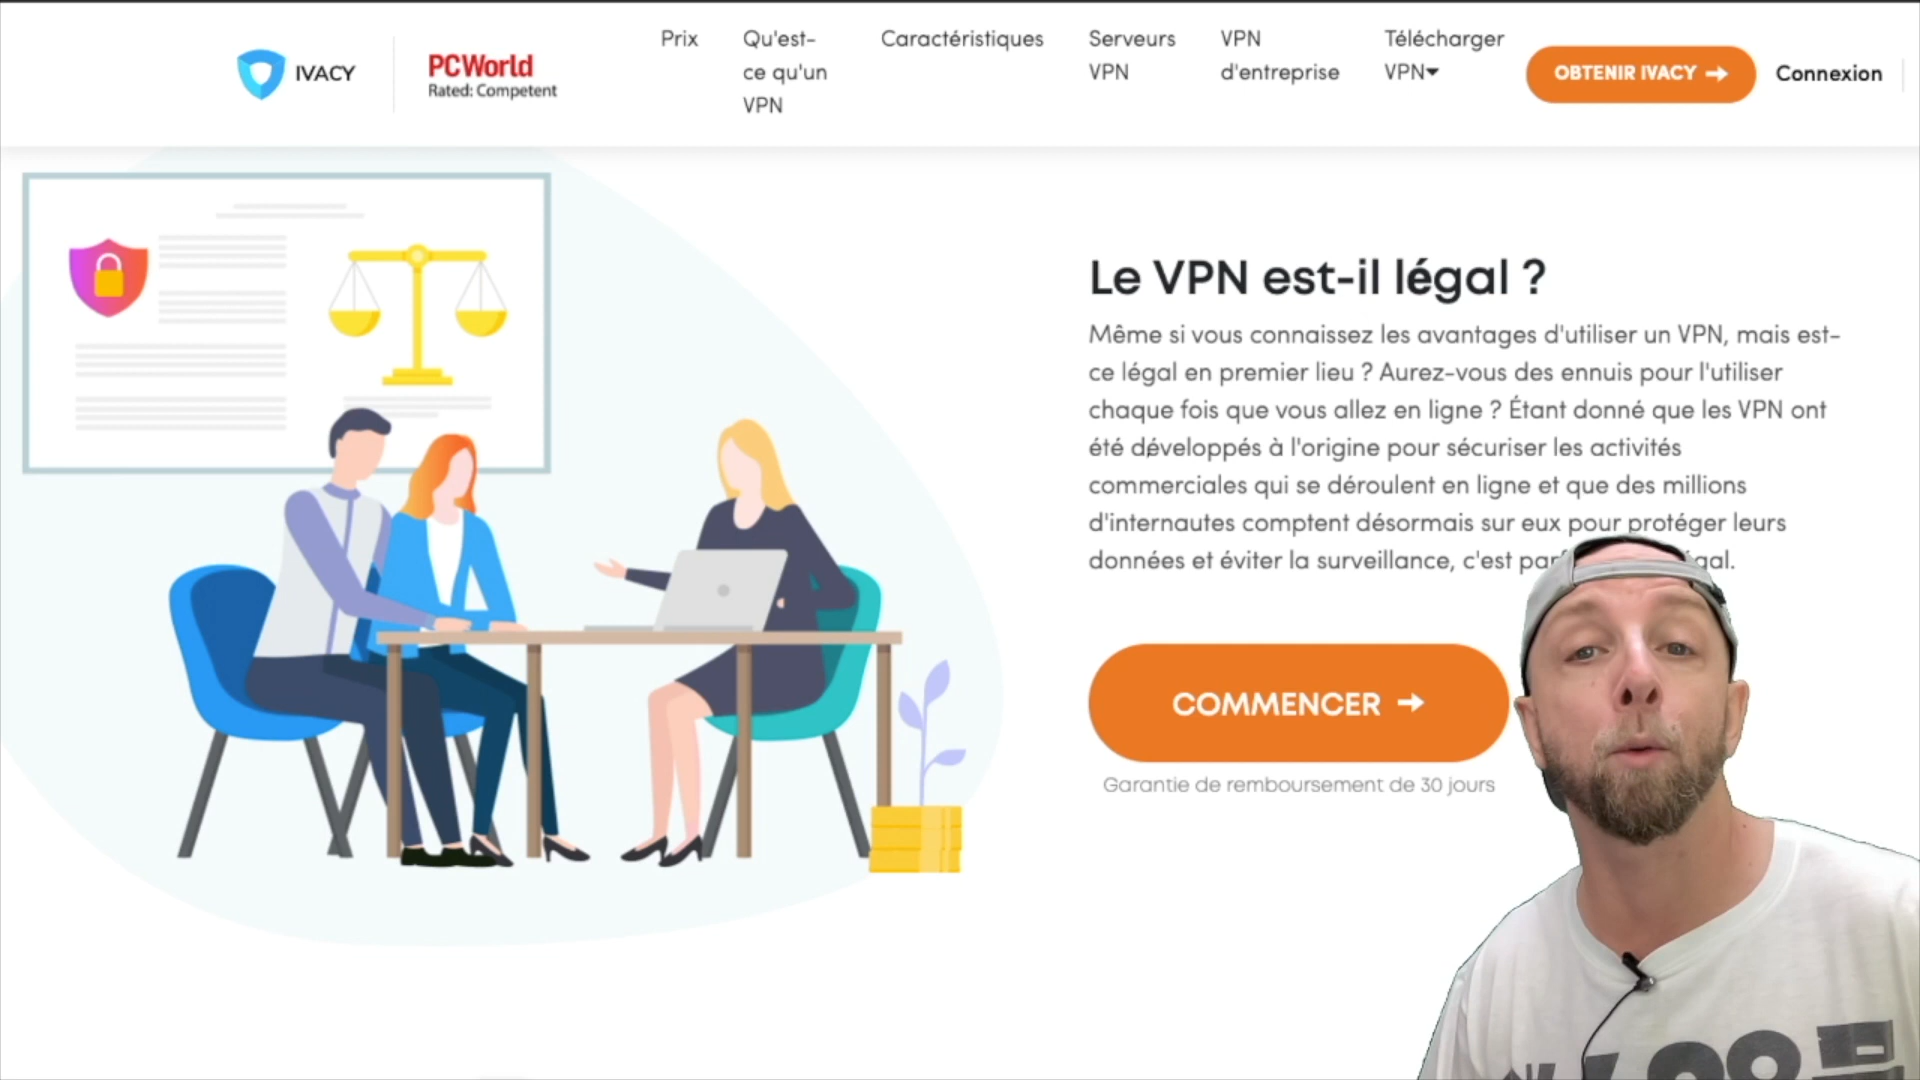 IVACY
PCWorld
Rated: Competent
Prix
Qu'est-
ce qu'un
VPN
Caractéristiques
Serveurs
VPN
VPN
d'entreprise
Télécharger
VPN
OBTENIR IVACY
Connexion
Le VPN est-il légal ?
Même si vous connaissez les avantages d'utiliser un VPN, mais est-
ce légal en premier lieu ? Aurez-vous des ennuis pour l'utiliser
chaque fois que vous allez en ligne ? Étant donné que les VPN ont
été développés à l'origine pour sécuriser les activités
commerciales qui se déroulent en ligne et que des millions
d'internautes comptent désormais sur eux pour protéger leurs
données et éviter la surveillance, c'est
COMMENCER
Garantie de remboursement de 30 jours